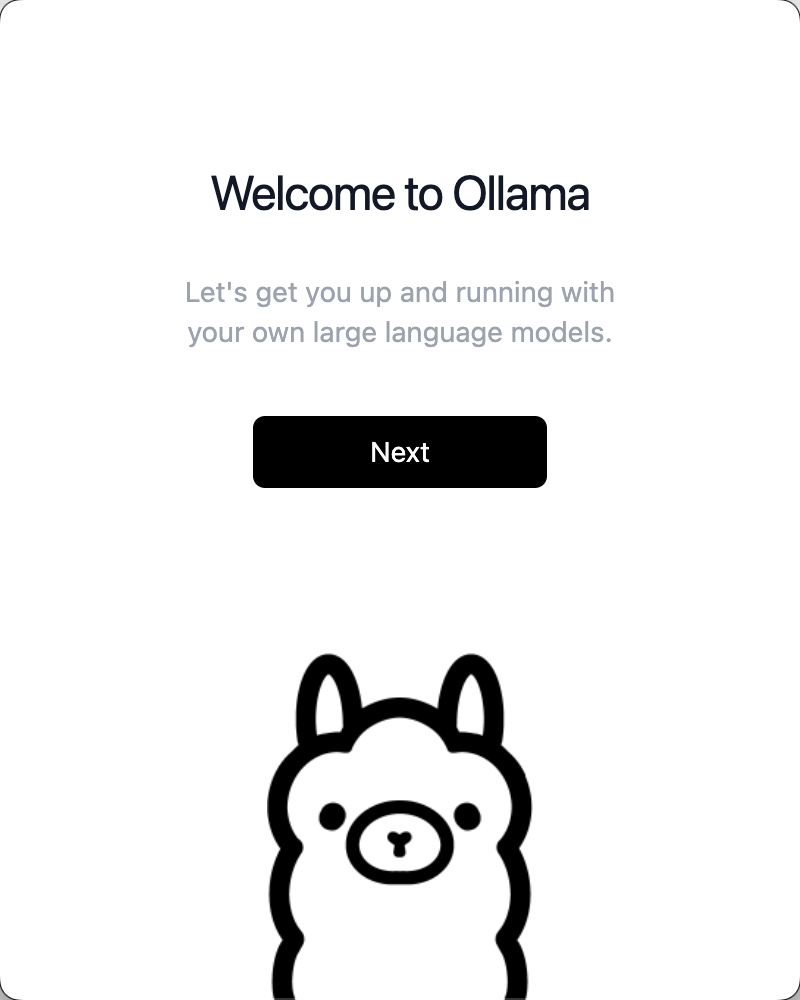 Welcome to Ollama
Let's get you up and running with
your own large language models.
Next